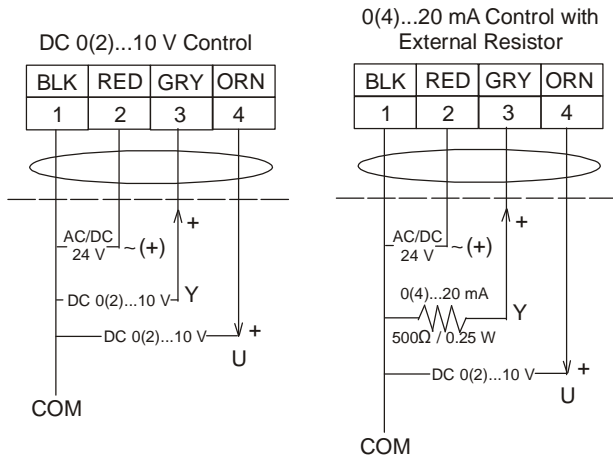 DC 0(2)...10 V Control
BLK RED GRY ORN
1 2 3 4
+
AC/DC
24 V
~(+)
DC 0(2)...10 V
Y
DC 0(2)...10 V
+
U
COM
0(4)...20 mA Control with
External Resistor
BLK RED GRY ORN
1 2 3 4
+
AC/DC
24 V
~(+)
0(4)...20 mA
Y
500Ω / 0.25 W
DC 0(2)...10 V
+
U
COM